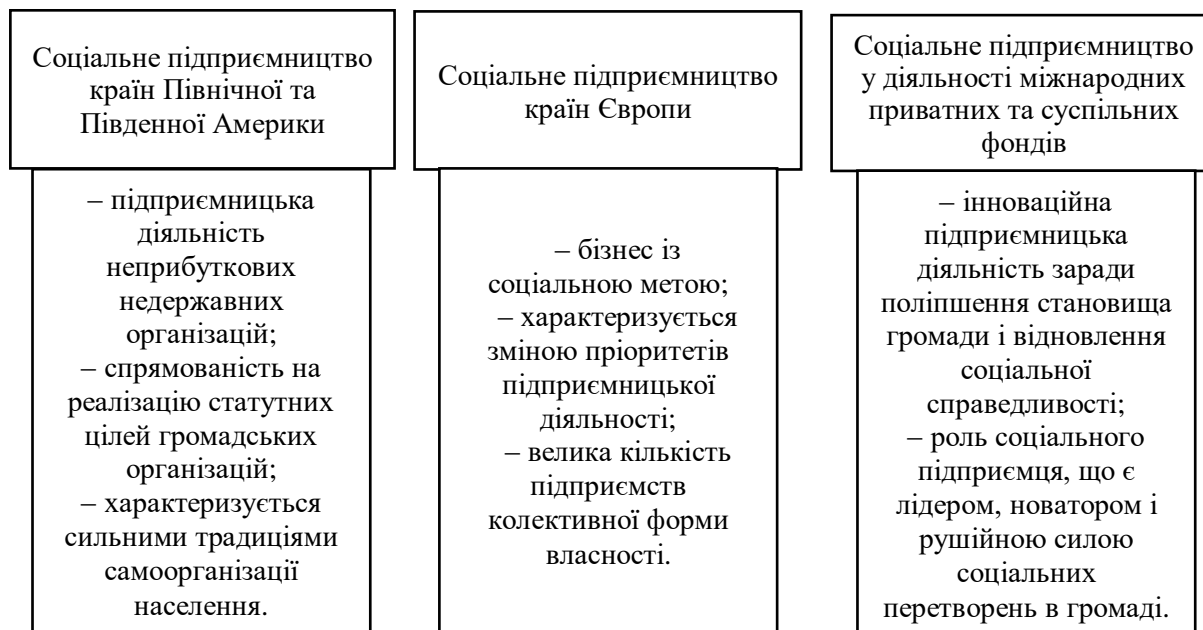 Соціальне підприємництво
країн Північної та
Південної Америки
– підприємницька
діяльність
неприбуткових
недержавних
організацій;
– спрямованість на
реалізацію статутних
цілей громадських
організацій;
– характеризується
сильними традиціями
самоорганізації
населення.
Соціальне підприємництво
країн Європи
– бізнес із
соціальною метою;
– характеризується
зміною пріоритетів
підприємницької
діяльності;
– велика кількість
підприємств
колективної форми
власності.
Соціальне підприємництво
у діяльності міжнародних
приватних та суспільних
фондів
– інноваційна
підприємницька
діяльність заради
поліпшення становища
громади і відновлення
соціальної
справедливості;
– роль соціального
підприємця, що є
лідером, новатором і
рушійною силою
соціальних
перетворень в громаді.